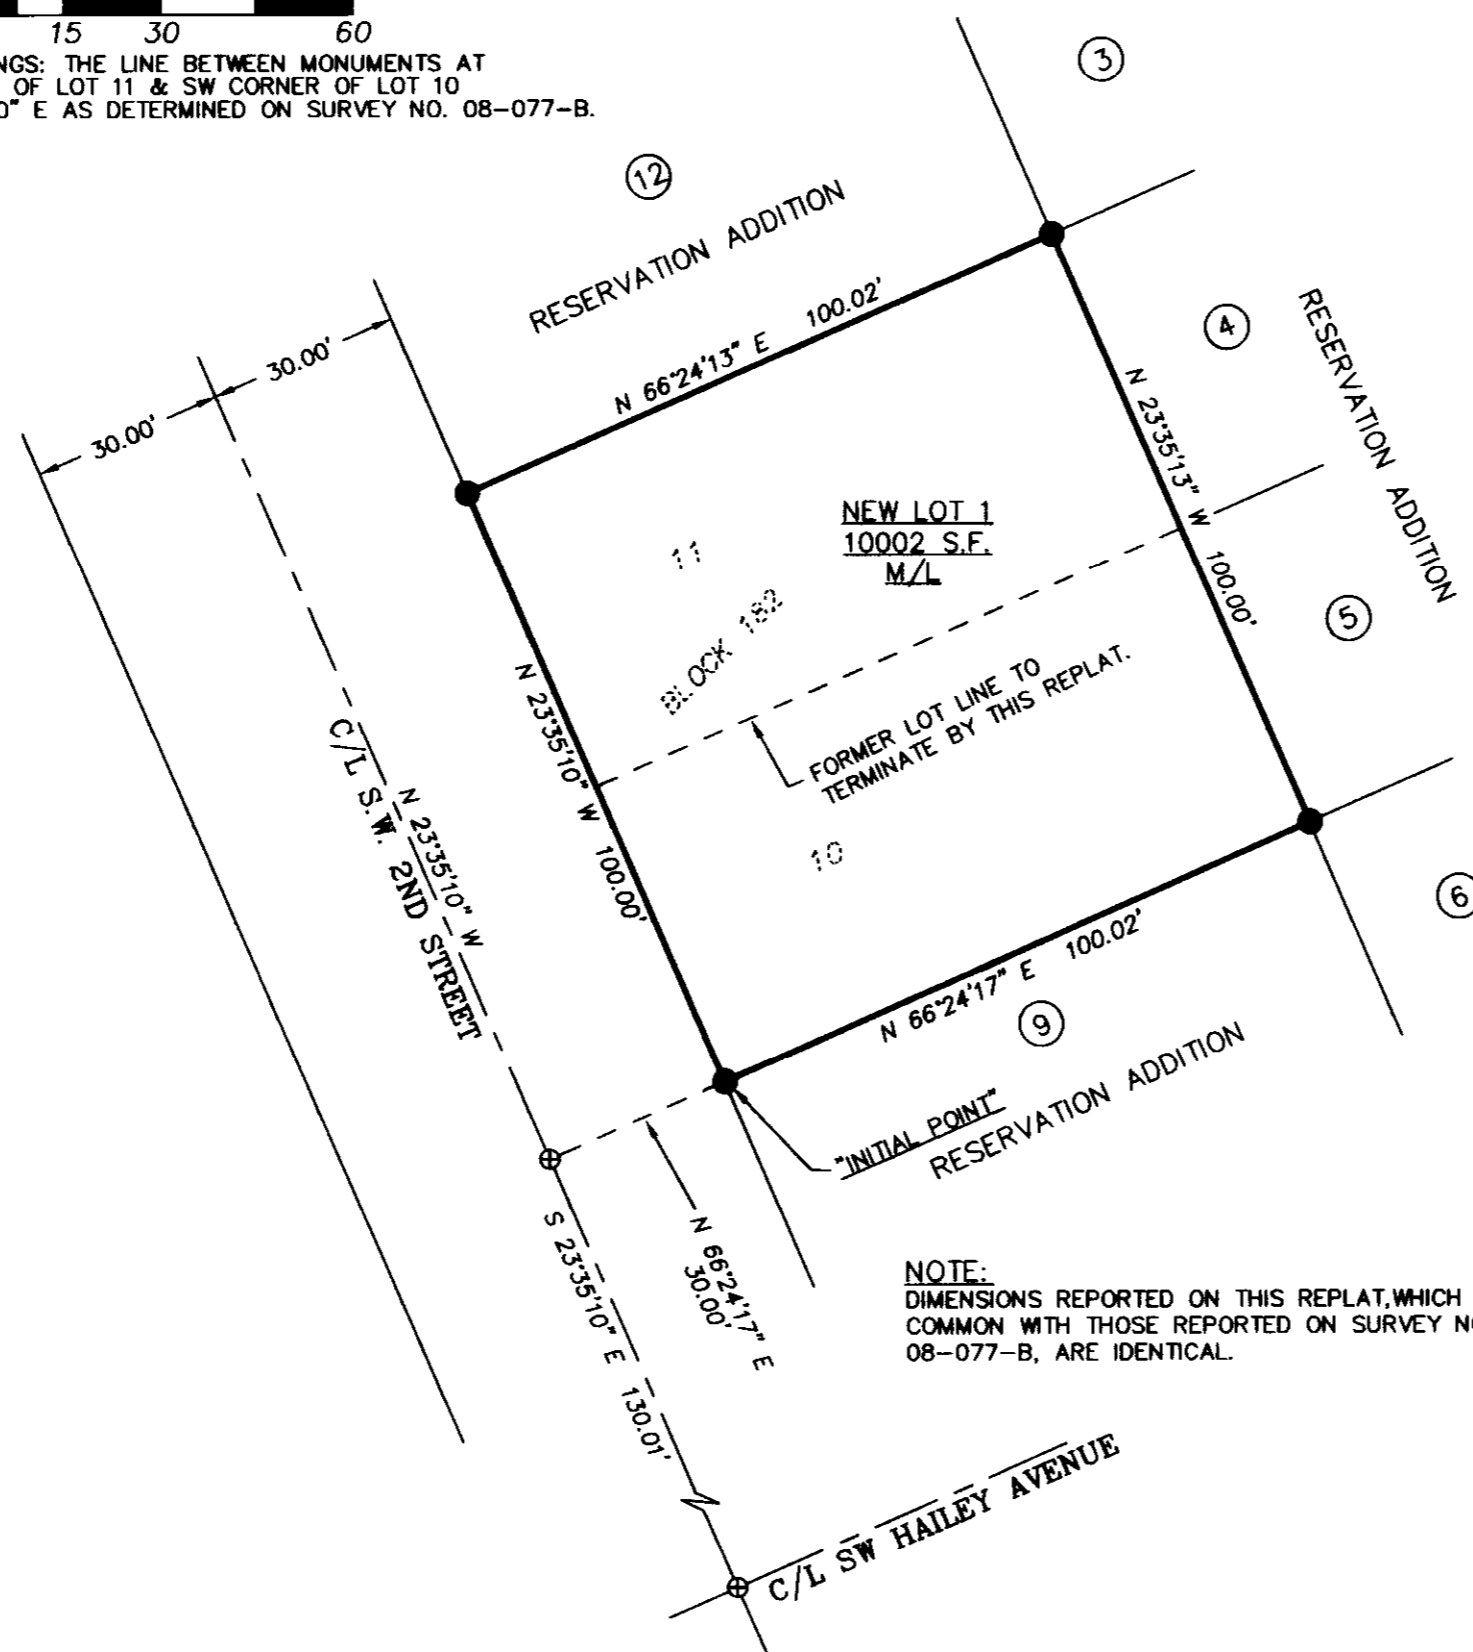 15 30 60
NGS: THE LINE BETWEEN MONUMENTS AT
OF LOT 11 & SW CORNER OF LOT 10
0" E AS DETERMINED ON SURVEY NO. 08-077-B.
3
12
RESERVATION ADDITION
N 66°24'13" E 100.02'
30.00'
30.00'
4
RESERVATION ADDITION
N 23°35'13" W 100.00'
NEW LOT 1
10002 S.F.
M/L
11
BLOCK 182
5
FORMER LOT LINE TO
TERMINATE BY THIS REPLAT.
N 23°35'10" W 100.00'
C/L S.W. 2ND STREET
N 23°35'10" W
10
6
N 66°24'17" E 100.02'
9
RESERVATION ADDITION
"INITIAL POINT"
N 66°24'17" E
30.00'
S 23°35'10" E 130.01'
NOTE:
DIMENSIONS REPORTED ON THIS REPLAT, WHICH
COMMON WITH THOSE REPORTED ON SURVEY NO
08-077-B, ARE IDENTICAL.
C/L SW HAILEY AVENUE